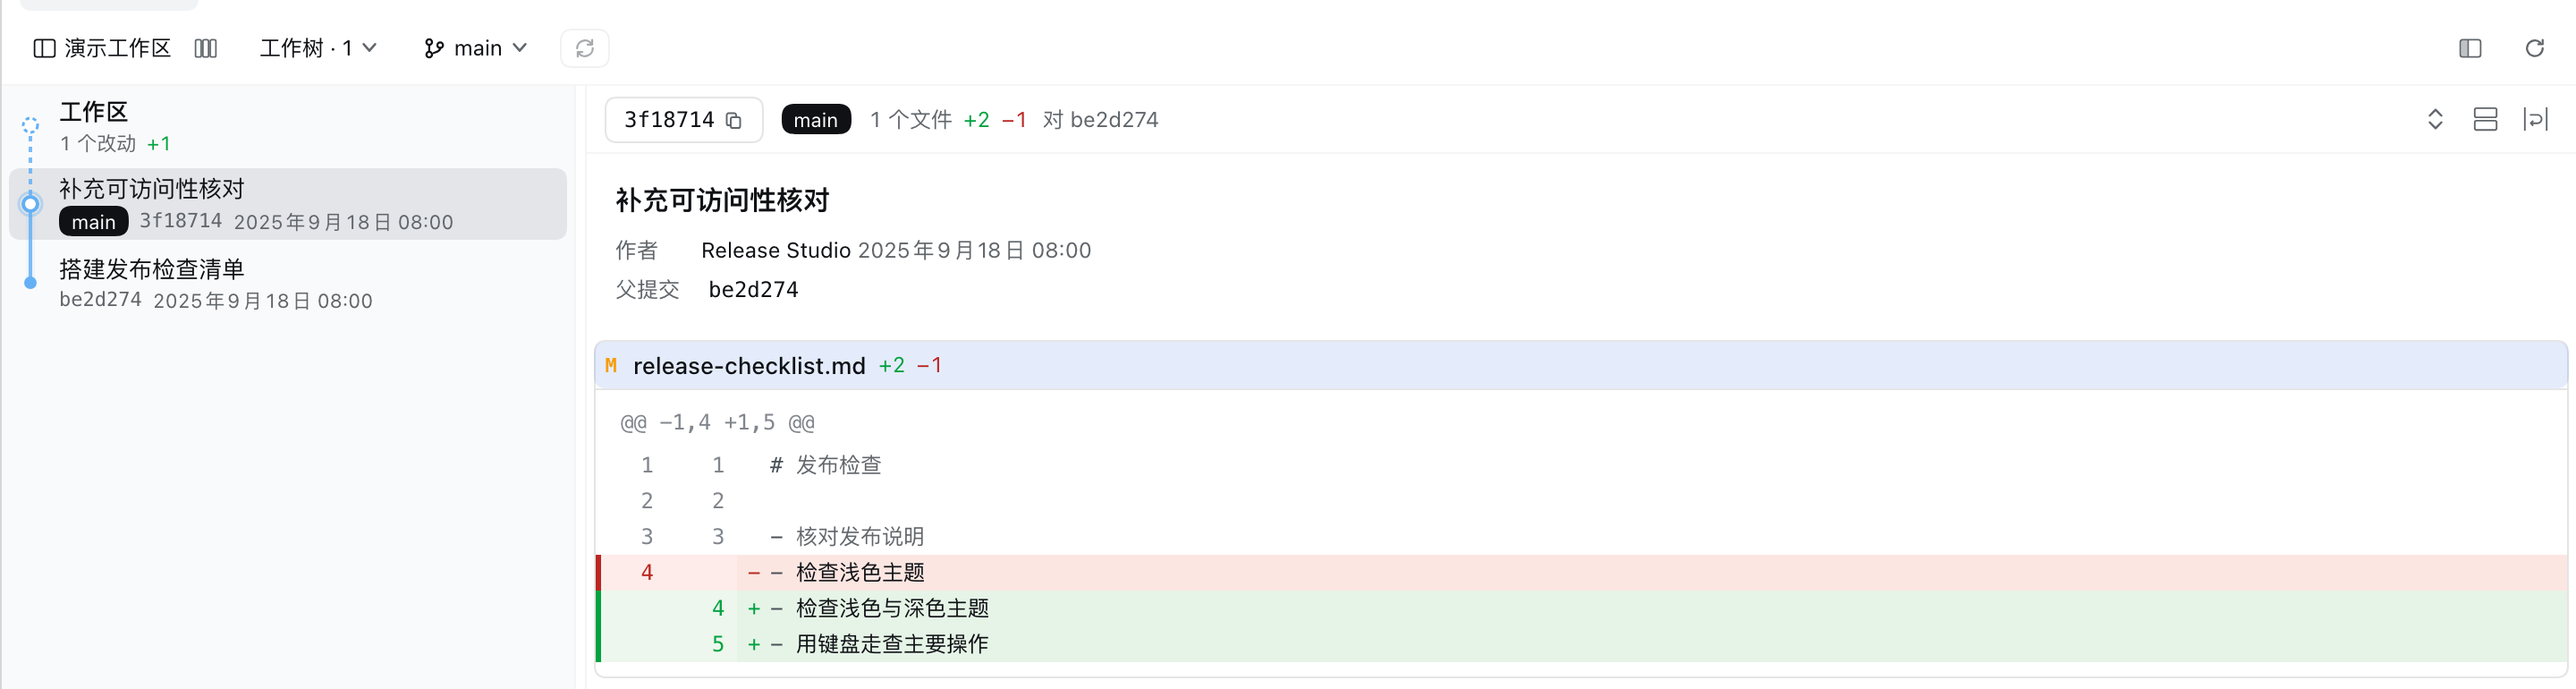 演示工作区 工作树 · 1 main
工作区
1 个改动 +1
补充可访问性核对
main 3f18714 2025年9月18日 08:00
搭建发布检查清单
be2d274 2025年9月18日 08:00
3f18714 main 1 个文件 +2 −1 对 be2d274
补充可访问性核对
作者 Release Studio 2025年9月18日 08:00
父提交 be2d274
M release-checklist.md +2 −1
@@ −1,4 +1,5 @@
1 1 # 发布检查
2 2
3 3 – 核对发布说明
4 − – 检查浅色主题
4 + – 检查浅色与深色主题
5 + – 用键盘走查主要操作